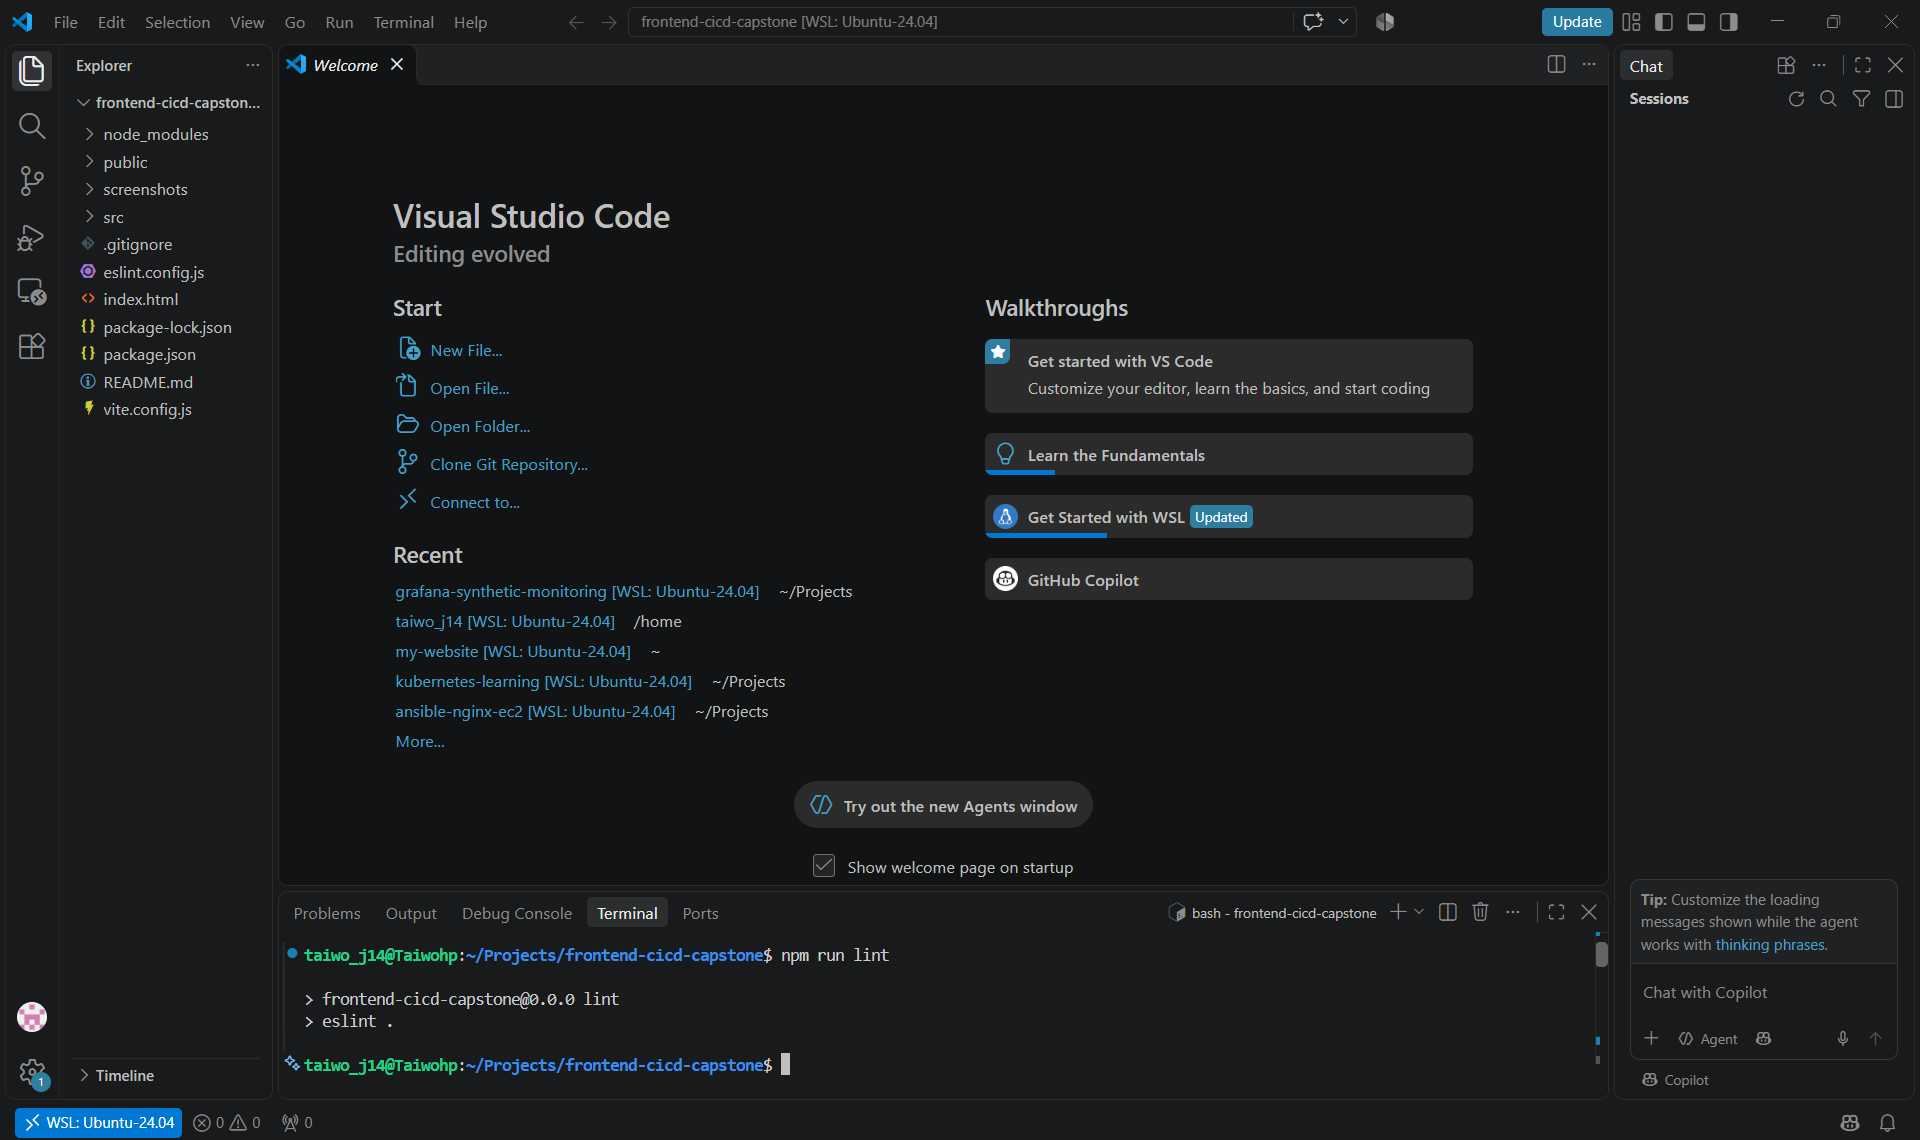 File Edit Selection View Go Run Terminal Help
frontend-cicd-capstone [WSL: Ubuntu-24.04]
Update
Explorer
frontend-cicd-capston...
node_modules
public
screenshots
src
.gitignore
eslint.config.js
index.html
package-lock.json
package.json
README.md
vite.config.js
Timeline
Welcome
Visual Studio Code
Editing evolved
Start
New File...
Open File...
Open Folder...
Clone Git Repository...
Connect to...
Recent
grafana-synthetic-monitoring [WSL: Ubuntu-24.04] ~/Projects
taiwo_j14 [WSL: Ubuntu-24.04] /home
my-website [WSL: Ubuntu-24.04] ~
kubernetes-learning [WSL: Ubuntu-24.04] ~/Projects
ansible-nginx-ec2 [WSL: Ubuntu-24.04] ~/Projects
More...
Walkthroughs
Get started with VS Code
Customize your editor, learn the basics, and start coding
Learn the Fundamentals
Get Started with WSL Updated
GitHub Copilot
Try out the new Agents window
Show welcome page on startup
Problems Output Debug Console Terminal Ports
bash - frontend-cicd-capstone
taiwo_j14@Taiwohp:~/Projects/frontend-cicd-capstone$ npm run lint
> frontend-cicd-capstone@0.0.0 lint
> eslint .
taiwo_j14@Taiwohp:~/Projects/frontend-cicd-capstone$
Chat
Sessions
Tip: Customize the loading
messages shown while the agent
works with thinking phrases.
Chat with Copilot
Agent
Copilot
1
WSL: Ubuntu-24.04 0 0 0